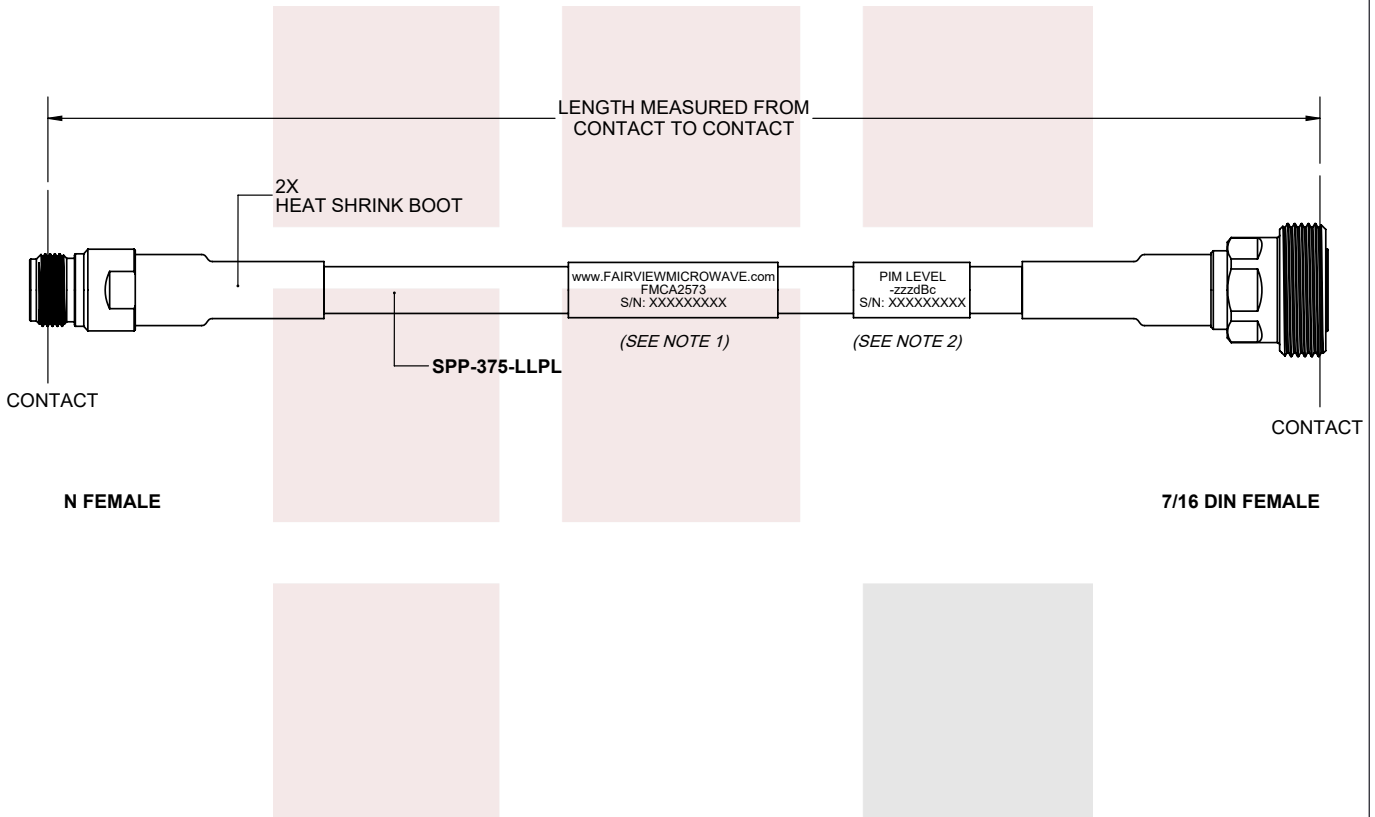 LENGTH MEASURED FROM
CONTACT TO CONTACT
2X
HEAT SHRINK BOOT
www.FAIRVIEWMICROWAVE.com
FMCA2573
S/N: XXXXXXXXX
PIM LEVEL
-zzzdBc
S/N: XXXXXXXXX
(SEE NOTE 1)
(SEE NOTE 2)
SPP-375-LLPL
CONTACT
CONTACT
N FEMALE
7/16 DIN FEMALE